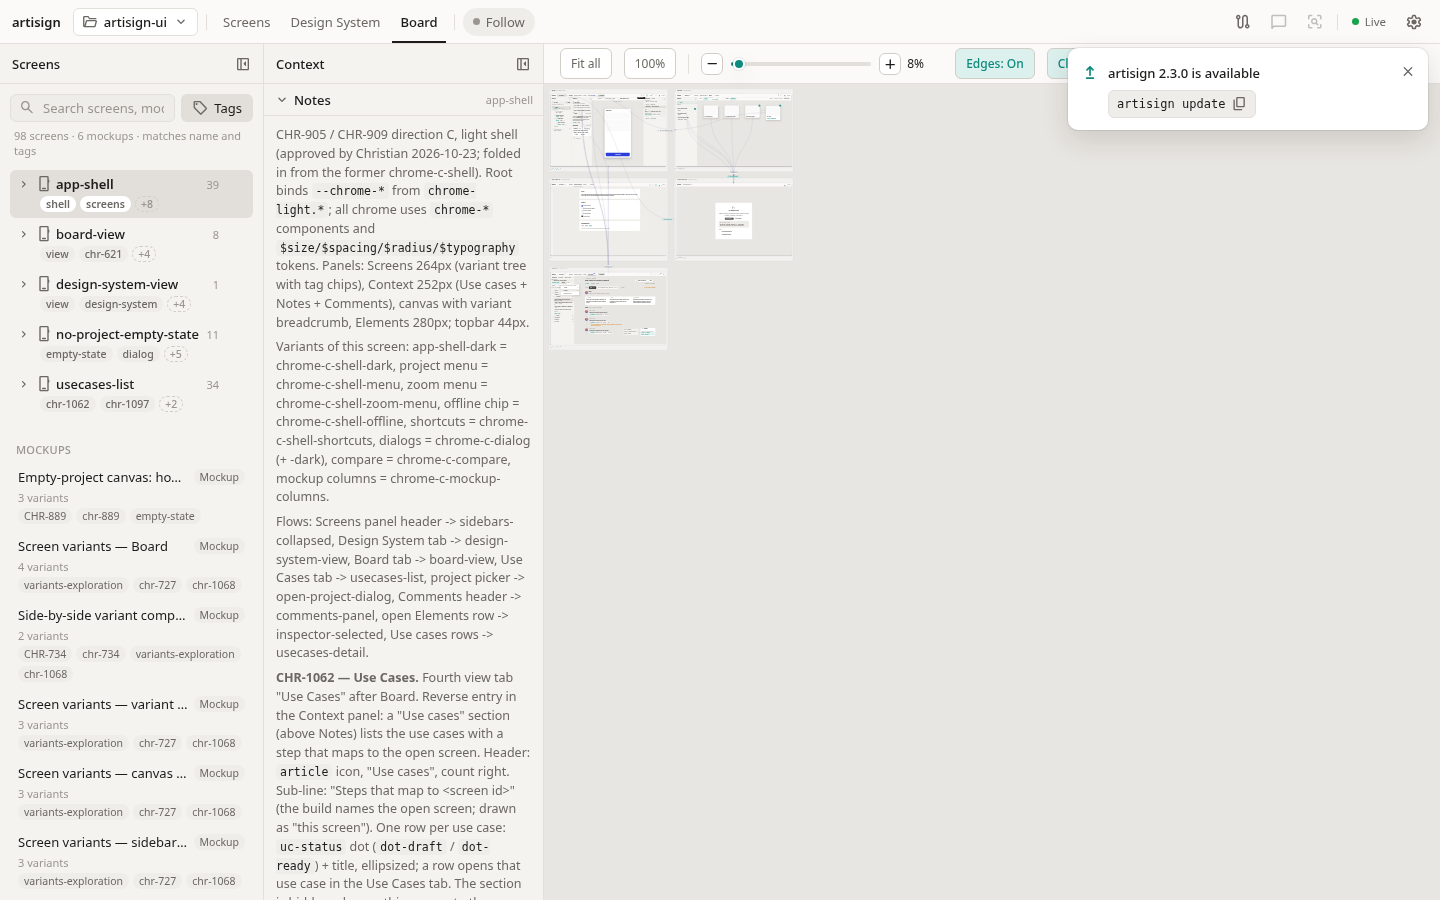 artisign
artisign-ui
Screens
Design System
Board
Follow
Live
Screens
Context
Fit all
100%
8%
Edges: On
artisign 2.3.0 is available
artisign update
Search screens, moc
Tags
98 screens · 6 mockups · matches name and
tags
app-shell
39
shell
screens
+8
board-view
8
view
chr-621
+4
design-system-view
1
view
design-system
+4
no-project-empty-state
11
empty-state
dialog
+5
usecases-list
34
chr-1062
chr-1097
+2
MOCKUPS
Empty-project canvas: ho...
Mockup
3 variants
CHR-889
chr-889
empty-state
Screen variants — Board
Mockup
4 variants
variants-exploration
chr-727
chr-1068
Side-by-side variant comp...
Mockup
2 variants
CHR-734
chr-734
variants-exploration
chr-1068
Screen variants — variant ...
Mockup
3 variants
variants-exploration
chr-727
chr-1068
Screen variants — canvas ...
Mockup
3 variants
variants-exploration
chr-727
chr-1068
Screen variants — sidebar...
Mockup
3 variants
variants-exploration
chr-727
chr-1068
Notes
app-shell
CHR-905 / CHR-909 direction C, light shell
(approved by Christian 2026-10-23; folded
in from the former chrome-c-shell). Root
binds --chrome-* from chrome-
light.* ; all chrome uses chrome-*
components and
$size/$spacing/$radius/$typography
tokens. Panels: Screens 264px (variant tree
with tag chips), Context 252px (Use cases +
Notes + Comments), canvas with variant
breadcrumb, Elements 280px; topbar 44px.
Variants of this screen: app-shell-dark =
chrome-c-shell-dark, project menu =
chrome-c-shell-menu, zoom menu =
chrome-c-shell-zoom-menu, offline chip =
chrome-c-shell-offline, shortcuts = chrome-
c-shell-shortcuts, dialogs = chrome-c-dialog
(+ -dark), compare = chrome-c-compare,
mockup columns = chrome-c-mockup-
columns.
Flows: Screens panel header -> sidebars-
collapsed, Design System tab -> design-
system-view, Board tab -> board-view, Use
Cases tab -> usecases-list, project picker ->
open-project-dialog, Comments header ->
comments-panel, open Elements row ->
inspector-selected, Use cases rows ->
usecases-detail.
CHR-1062 — Use Cases. Fourth view tab
"Use Cases" after Board. Reverse entry in
the Context panel: a "Use cases" section
(above Notes) lists the use cases with a
step that maps to the open screen. Header:
article icon, "Use cases", count right.
Sub-line: "Steps that map to <screen id>"
(the build names the open screen; drawn
as "this screen"). One row per use case:
uc-status dot ( dot-draft / dot-
ready ) + title, ellipsized; a row opens that
use case in the Use Cases tab. The section